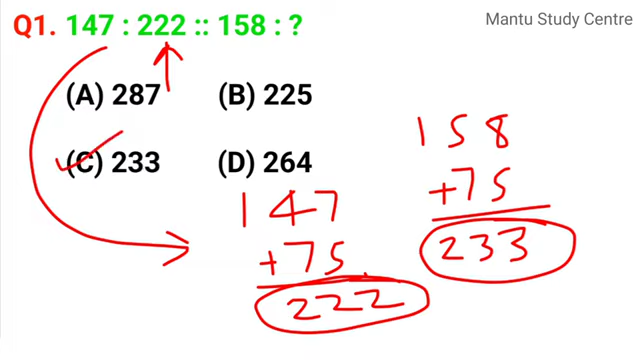 Mantu Study Centre
Q1. 147 : 222 :: 158 : ?
(A) 287 (B) 225
(C) 233 (D) 264
147
+75
222
158
+75
233